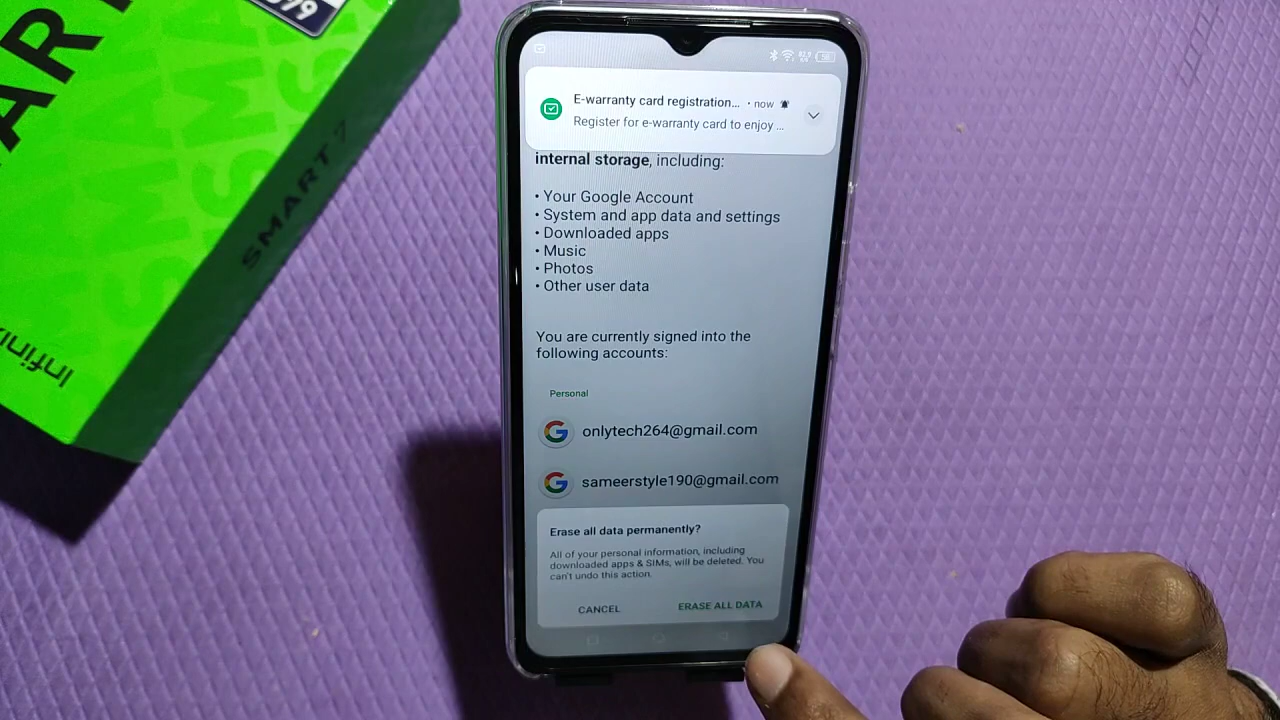 SMART 7
Infinix
E-warranty card registration... • now
Register for e-warranty card to enjoy ...
internal storage, including:
• Your Google Account
• System and app data and settings
• Downloaded apps
• Music
• Photos
• Other user data
You are currently signed into the
following accounts:
Personal
onlytech264@gmail.com
sameerstyle190@gmail.com
Erase all data permanently?
All of your personal information, including
downloaded apps & SIMs, will be deleted. You
can't undo this action.
CANCEL
ERASE ALL DATA